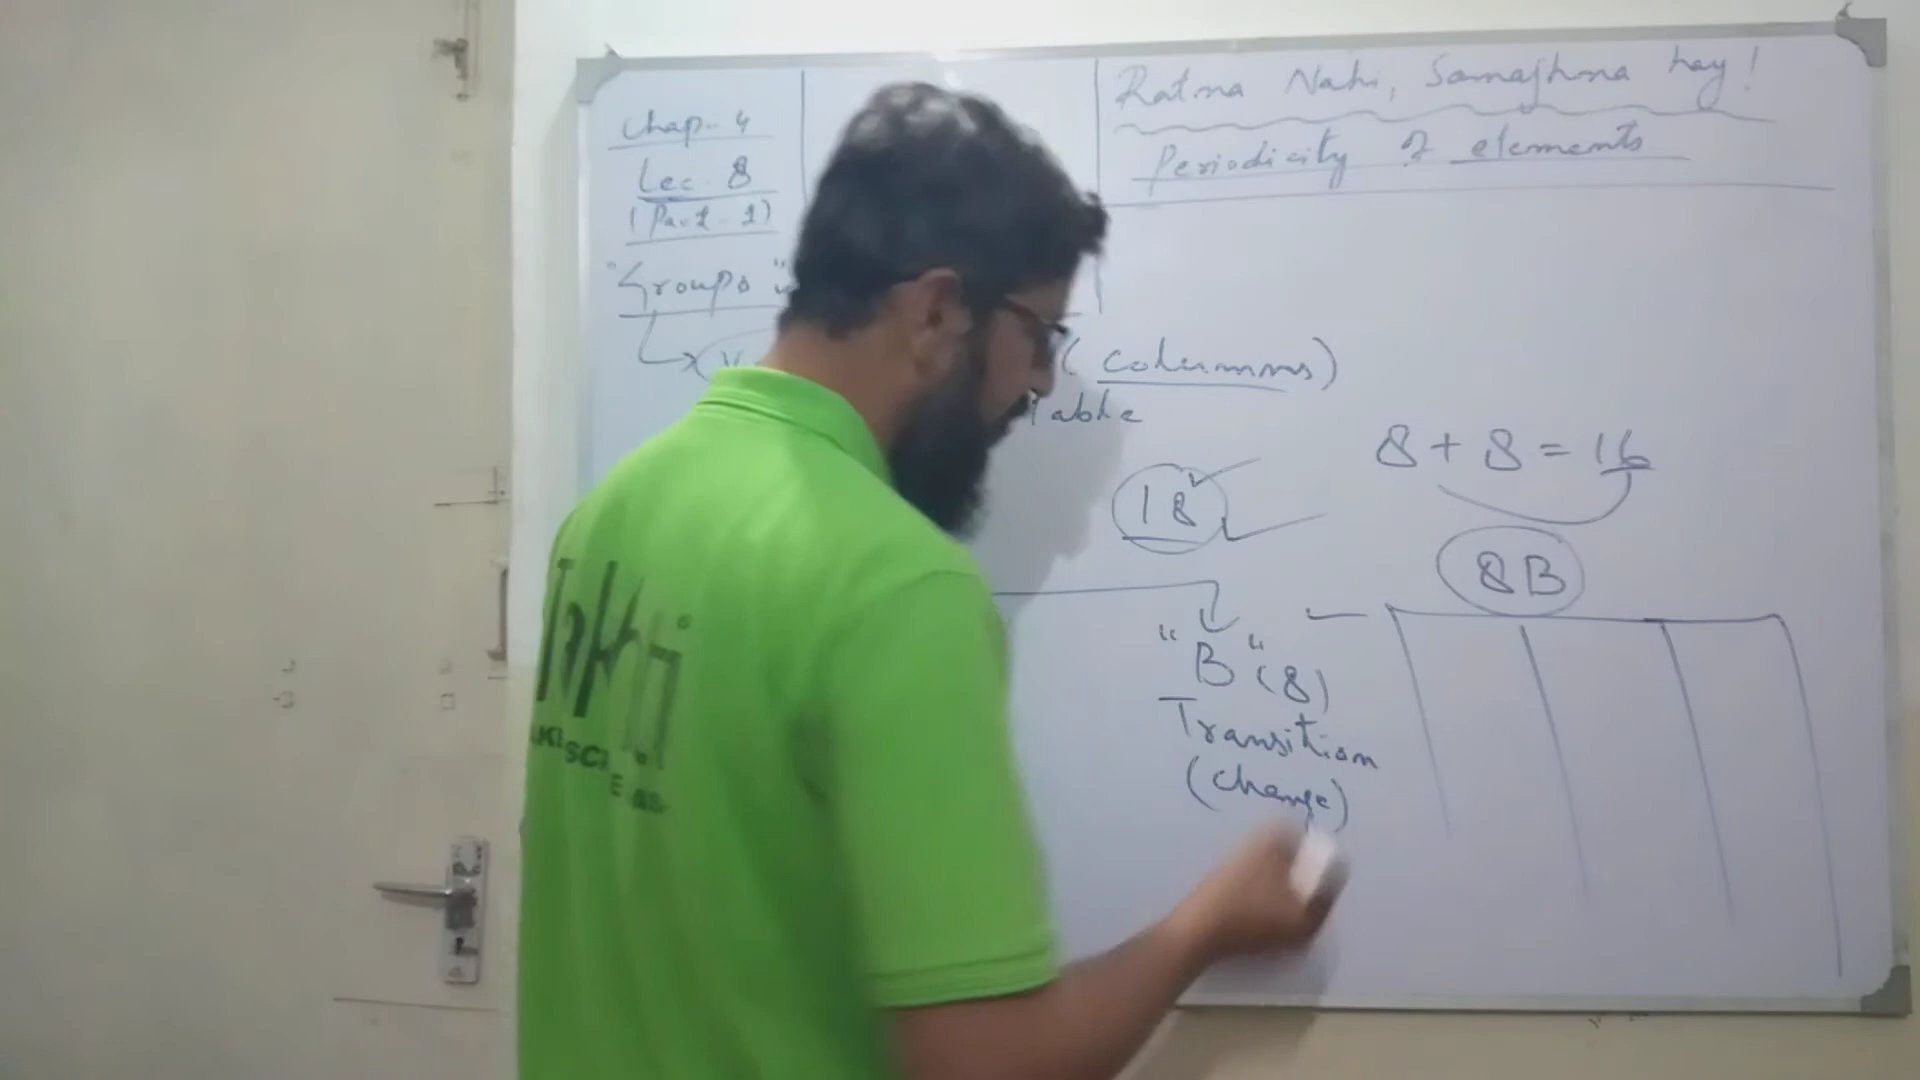 Chap- 4
Lec- 8
(Part-1)
"Groups"
Ratna Nahi, Samajhna hay!
Periodicity of elements
(columns)
Table
18
8 + 8 = 16
8B
"B" (8)
Transition
(change)
Takhti